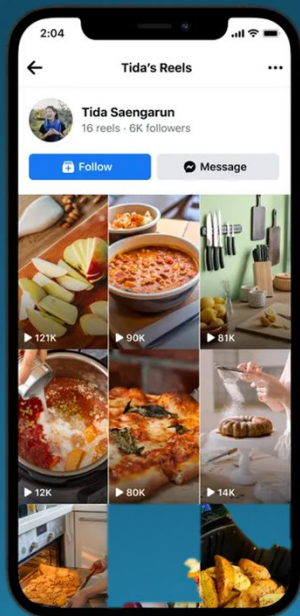 2:04
Tida's Reels
Tida Saengarun
16 reels · 6K followers
Follow
Message
121K
90K
81K
12K
80K
14K